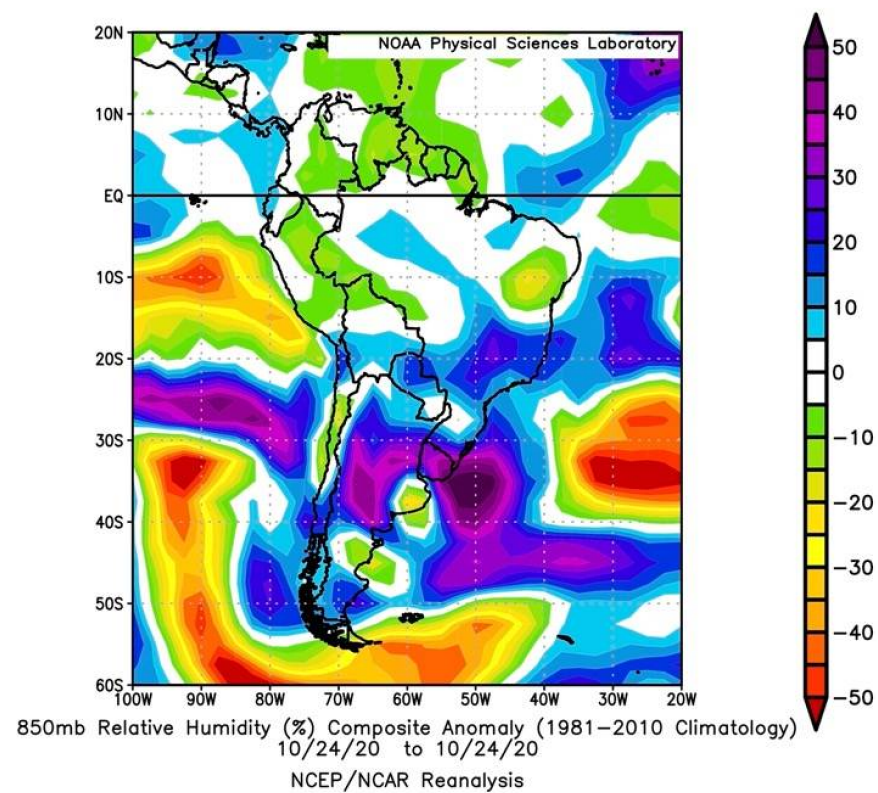 NOAA Physical Sciences Laboratory
20N
10N
EQ
10S
20S
30S
40S
50S
60S
100W 90W 80W 70W 60W 50W 40W 30W 20W
50
40
30
20
10
0
−10
−20
−30
−40
−50
850mb Relative Humidity (%) Composite Anomaly (1981−2010 Climatology)
10/24/20 to 10/24/20
NCEP/NCAR Reanalysis